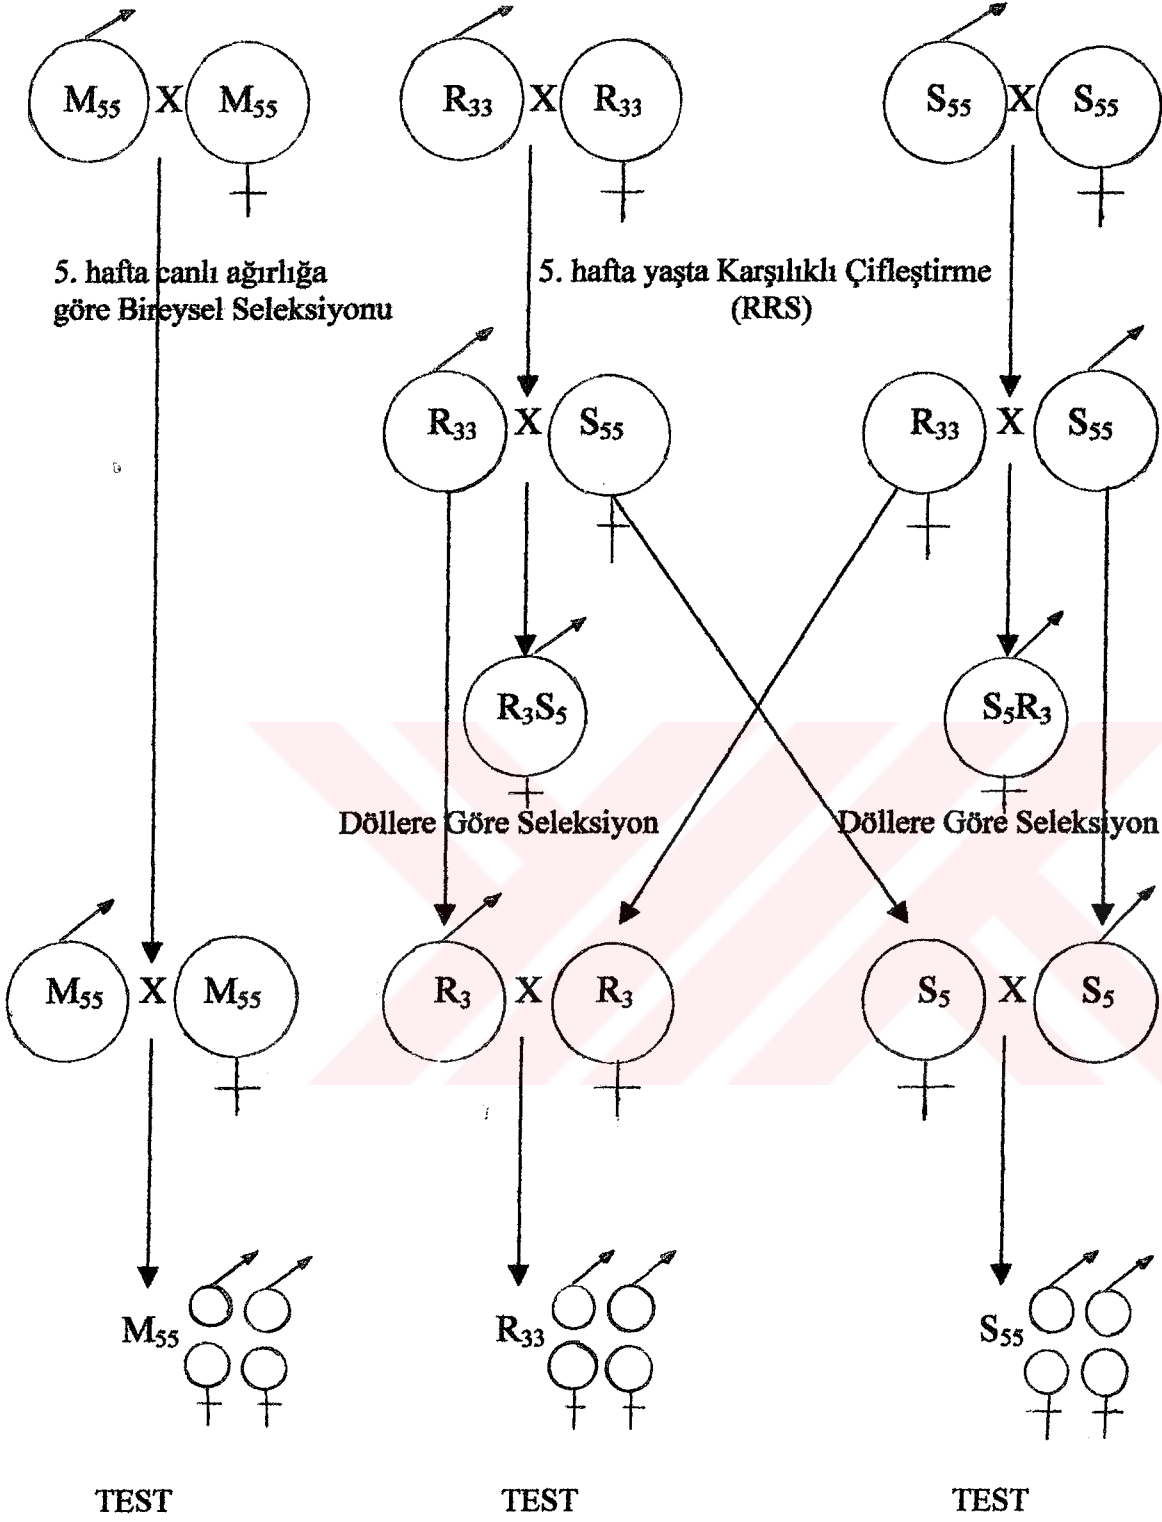 M55 X M55 R33 X R33 S55 X S55
5. hafta canlı ağırlığa
göre Bireysel Seleksiyonu
5. hafta yaşta Karşılıklı Çifleştirme
(RRS)
R33 X S55 R33 X S55
R3S5 S5R3
Döllere Göre Seleksiyon Döllere Göre Seleksiyon
M55 X M55 R3 X R3 S5 X S5
M55 R33 S55
TEST TEST TEST